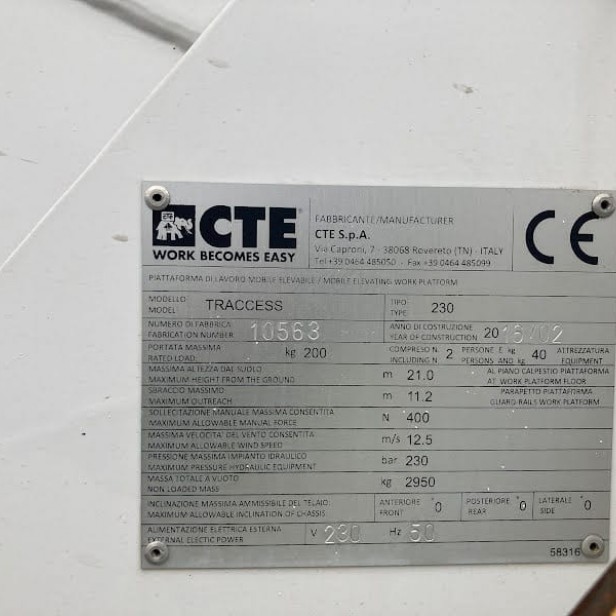 CTE
WORK BECOMES EASY
FABBRICANTE/MANUFACTURER
CTE S.p.A.
Via Caproni, 7 - 38068 Rovereto (TN) - ITALY
Tel +39 0464 485050 - Fax +39 0464 485099
CE
PIATTAFORMA DI LAVORO MOBILE ELEVABILE / MOBILE ELEVATING WORK PLATFORM
MODELLO
MODEL TRACCESS TIPO
TYPE 230
NUMERO DI FABBRICA
FABRICATION NUMBER 10563 ANNO DI COSTRUZIONE
YEAR OF CONSTRUCTION 2016/02
PORTATA MASSIMA
RATED LOAD kg 200 COMPRESO N. 2 PERSONE E kg 40 ATTREZZATURA
INCLUDING N. PERSONS AND kg EQUIPMENT
MASSIMA ALTEZZA DAL SUOLO
MAXIMUM HEIGHT FROM THE GROUND m 21.0 AL PIANO CALPESTIO PIATTAFORMA
AT WORK PLATFORM FLOOR
SBRACCIO MASSIMO
MAXIMUM OUTREACH m 11.2 PARAPETTO PIATTAFORMA
GUARD-RAILS WORK PLATFORM
SOLLECITAZIONE MANUALE MASSIMA CONSENTITA
MAXIMUM ALLOWABLE MANUAL FORCE N 400
MASSIMA VELOCITA' DEL VENTO CONSENTITA
MAXIMUM ALLOWABLE WIND SPEED m/s 12.5
PRESSIONE MASSIMA IMPIANTO IDRAULICO
MAXIMUM PRESSURE HYDRAULIC EQUIPMENT bar 230
MASSA TOTALE A VUOTO
NON LOADED MASS kg 2950
INCLINAZIONE MASSIMA AMMISSIBILE DEL TELAIO
MAXIMUM ALLOWABLE INCLINATION OF CHASSIS ANTERIORE
FRONT °0 POSTERIORE
REAR °0 LATERALE
SIDE °0
ALIMENTAZIONE ELETTRICA ESTERNA
EXTERNAL ELECTIC POWER V 230 Hz 50
58316